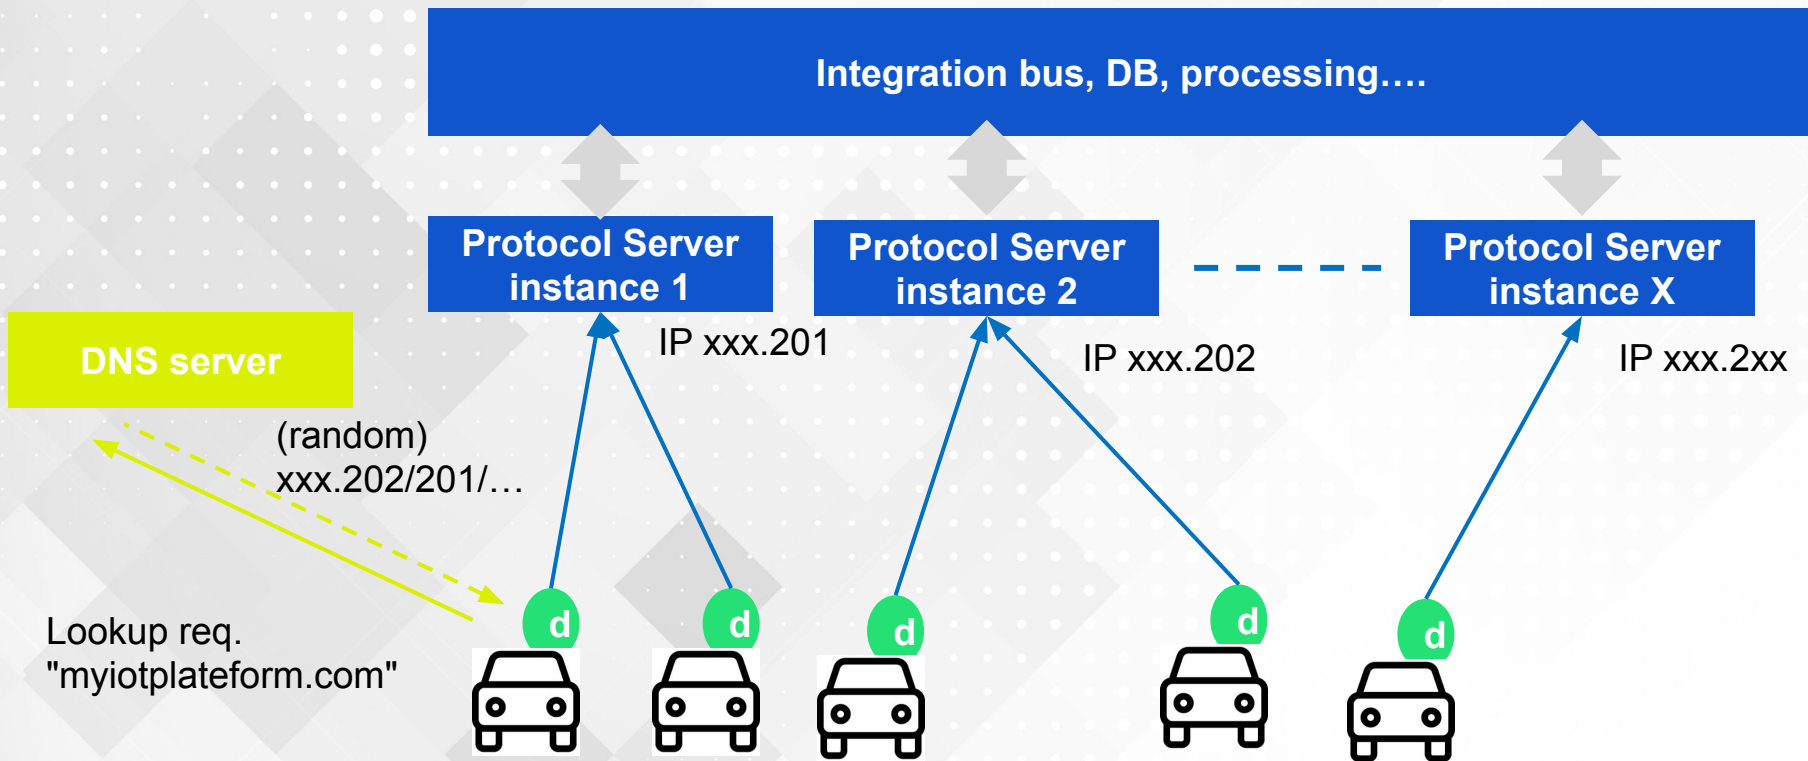 Integration bus, DB, processing….
Protocol Server
instance 1
Protocol Server
instance 2
Protocol Server
instance X
IP xxx.201
IP xxx.202
IP xxx.2xx
DNS server
(random)
xxx.202/201/…
Lookup req.
"myiotplateform.com"
d
d
d
d
d